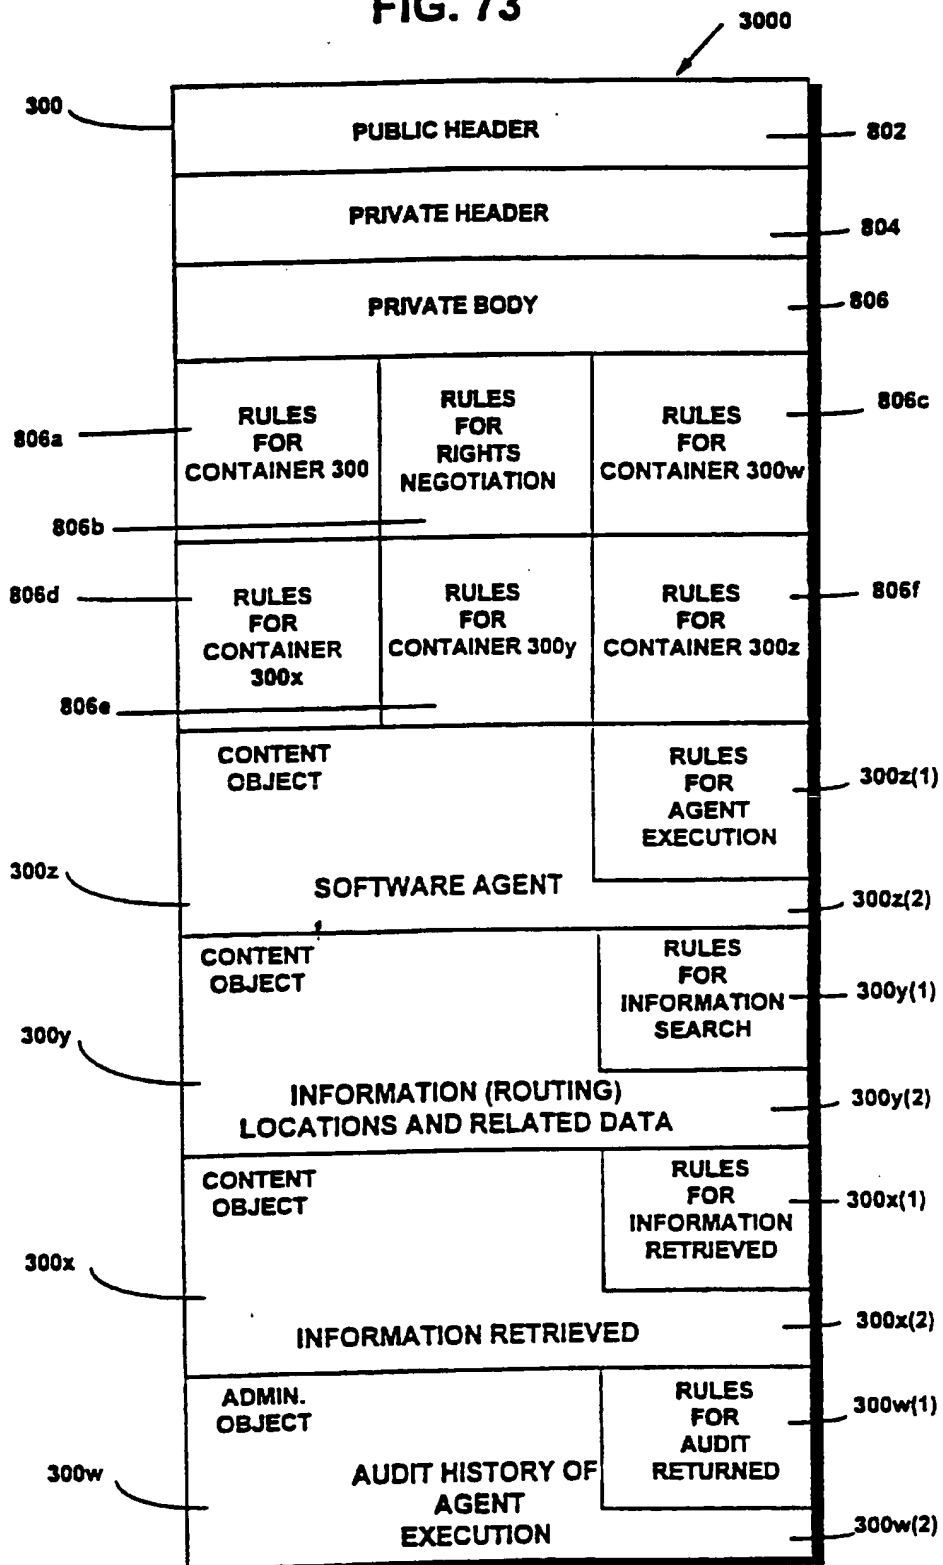 FIG. 73
3000
300
PUBLIC HEADER
802
PRIVATE HEADER
804
PRIVATE BODY
806
806a
RULES
FOR
CONTAINER 300
806b
RULES
FOR
RIGHTS
NEGOTIATION
RULES
FOR
CONTAINER 300w
806c
806d
RULES
FOR
CONTAINER
300x
806e
RULES
FOR
CONTAINER 300y
RULES
FOR
CONTAINER 300z
806f
CONTENT
OBJECT
RULES
FOR
AGENT
EXECUTION
300z(1)
300z
SOFTWARE AGENT
300z(2)
CONTENT
OBJECT
RULES
FOR
INFORMATION
SEARCH
300y(1)
300y
INFORMATION (ROUTING)
LOCATIONS AND RELATED DATA
300y(2)
CONTENT
OBJECT
RULES
FOR
INFORMATION
RETRIEVED
300x(1)
300x
INFORMATION RETRIEVED
300x(2)
ADMIN.
OBJECT
RULES
FOR
AUDIT
RETURNED
300w(1)
300w
AUDIT HISTORY OF
AGENT
EXECUTION
300w(2)